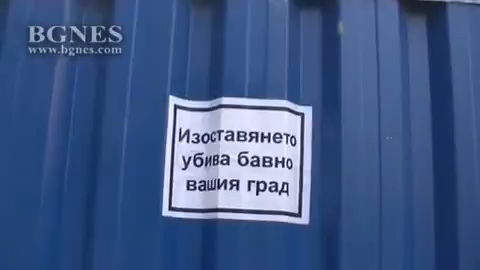 BGNES
www.bgnes.com
Изоставянето
убива бавно
вашия град